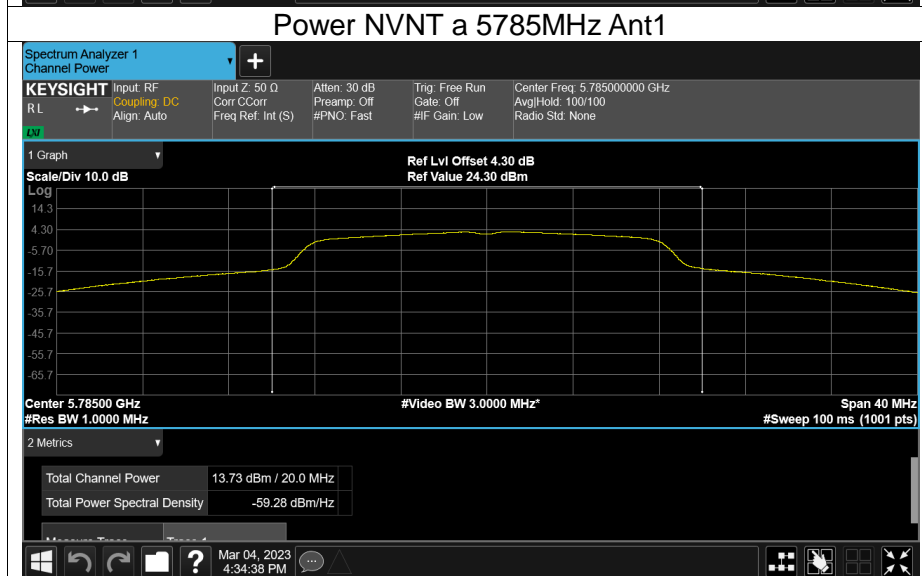 Power NVNT a 5785MHz Ant1
Spectrum Analyzer 1
Channel Power
KEYSIGHT
R L
LXI
Input: RF
Coupling: DC
Align: Auto
Input Z: 50 Ω
Corr CCorr
Freq Ref: Int (S)
Atten: 30 dB
Preamp: Off
#PNO: Fast
Trig: Free Run
Gate: Off
#IF Gain: Low
Center Freq: 5.785000000 GHz
Avg|Hold: 100/100
Radio Std: None
1 Graph
Scale/Div 10.0 dB
Ref Lvl Offset 4.30 dB
Ref Value 24.30 dBm
Log
14.3
4.30
-5.70
-15.7
-25.7
-35.7
-45.7
-55.7
-65.7
Center 5.78500 GHz
#Video BW 3.0000 MHz*
Span 40 MHz
#Res BW 1.0000 MHz
#Sweep 100 ms (1001 pts)
2 Metrics
Total Channel Power 13.73 dBm / 20.0 MHz
Total Power Spectral Density -59.28 dBm/Hz
Measure Trace Trace 1
?
Mar 04, 2023
4:34:38 PM